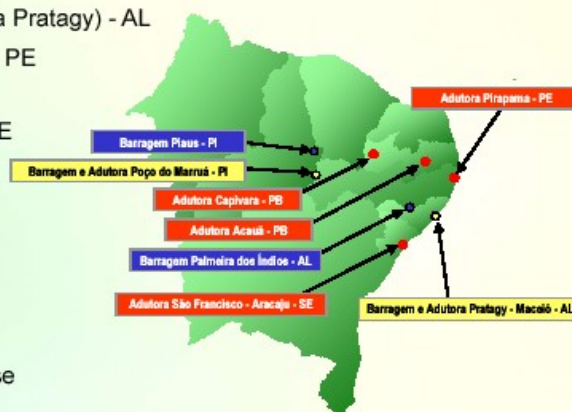 a Pratagy) - AL
PE
E
Adutora Pirapama - PE
Barragem Piaus - PI
Barragem e Adutora Poço do Marruá - PI
Adutora Capivara - PB
Adutora Acauã - PB
Barragem Palmeira dos Índios - AL
Adutora São Francisco - Aracaju - SE
Barragem e Adutora Pratagy - Maceió - AL
se